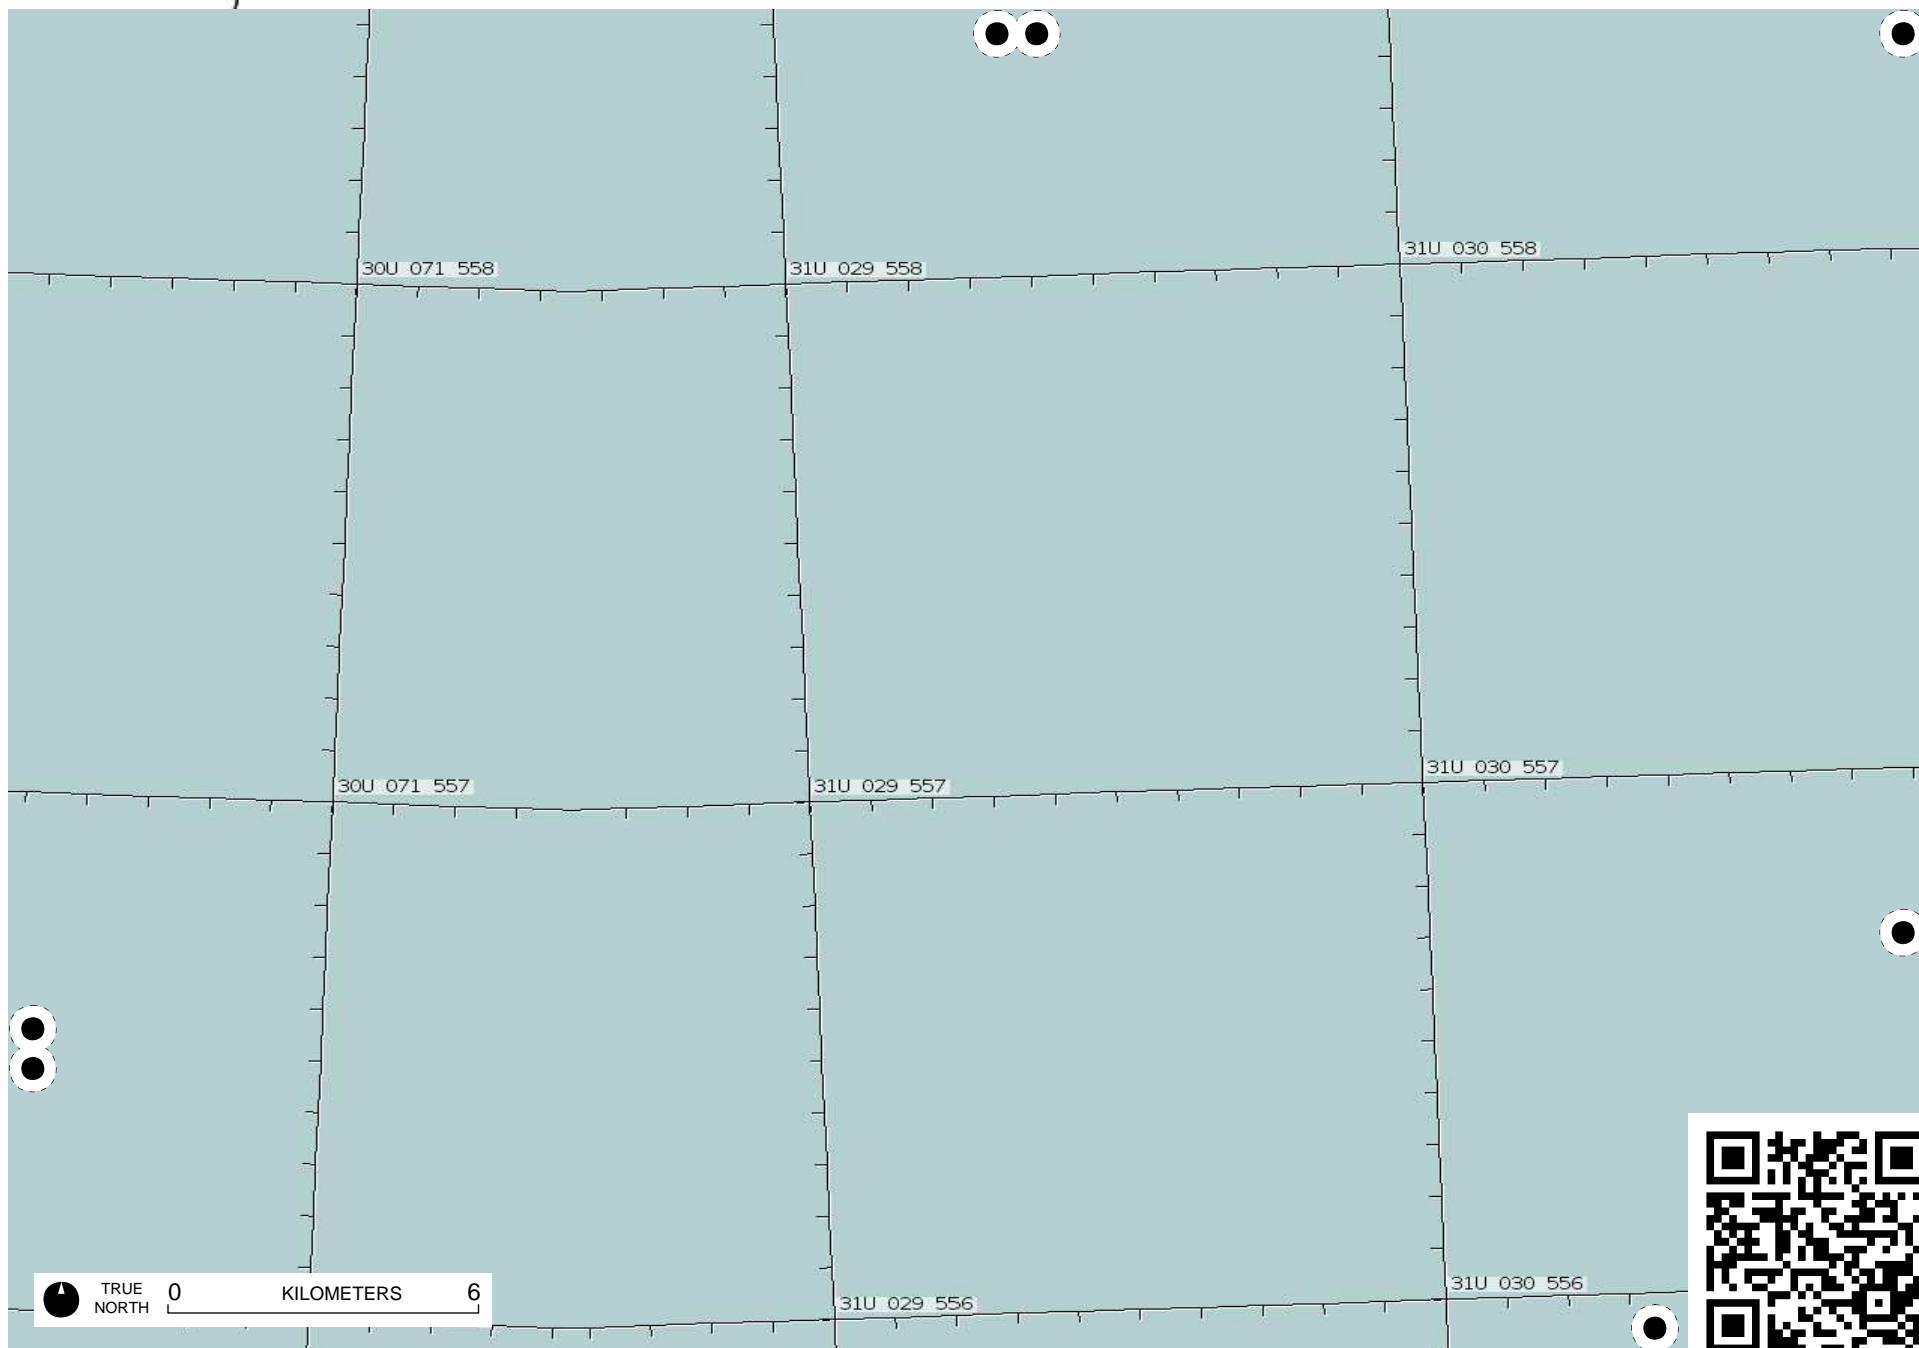 31U 030 558
30U 071 558
31U 029 558
31U 030 557
30U 071 557
31U 029 557
31U 030 556
31U 029 556
TRUE NORTH
0 KILOMETERS 6